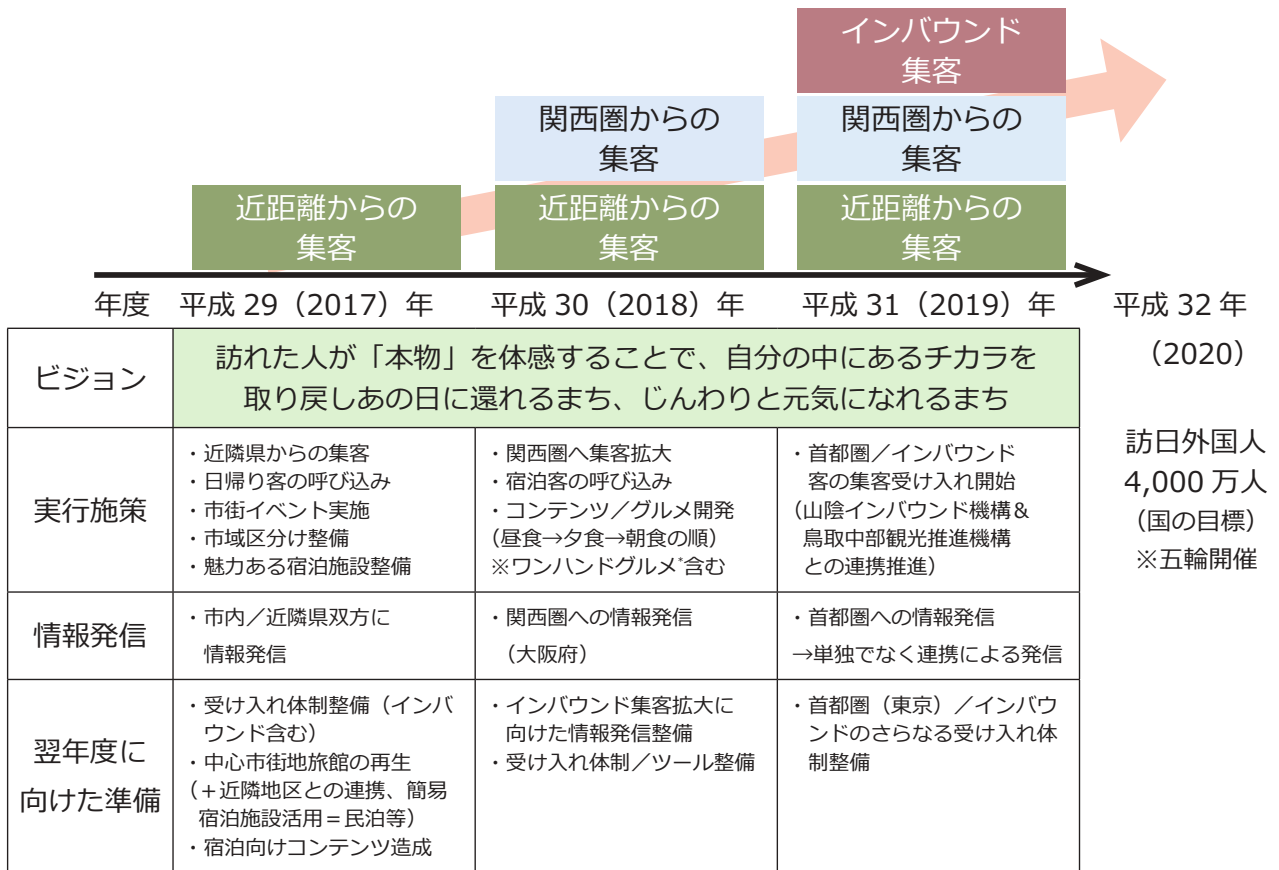 インバウンド
集客
関西圏からの
集客
関西圏からの
集客
近距離からの
集客
近距離からの
集客
近距離からの
集客
年度
平成 29（2017）年
平成 30（2018）年
平成 31（2019）年
平成 32 年
（2020）
訪日外国人
4,000 万人
（国の目標）
※五輪開催
ビジョン
訪れた人が「本物」を体感することで、自分の中にあるチカラを
取り戻しあの日に還れるまち、じんわりと元気になれるまち
実行施策
・近隣県からの集客
・日帰り客の呼び込み
・市街イベント実施
・市域区分け整備
・魅力ある宿泊施設整備
・関西圏へ集客拡大
・宿泊客の呼び込み
・コンテンツ／グルメ開発
（昼食→夕食→朝食の順）
※ワンハンドグルメ*含む
・首都圏／インバウンド
客の集客受け入れ開始
（山陰インバウンド機構＆
鳥取中部観光推進機構
との連携推進）
情報発信
・市内／近隣県双方に
情報発信
・関西圏への情報発信
（大阪府）
・首都圏への情報発信
→単独でなく連携による発信
翌年度に
向けた準備
・受け入れ体制整備（インバ
ウンド含む）
・中心市街地旅館の再生
（＋近隣地区との連携、簡易
宿泊施設活用＝民泊等）
・宿泊向けコンテンツ造成
・インバウンド集客拡大に
向けた情報発信整備
・受け入れ体制／ツール整備
・首都圏（東京）／インバウ
ンドのさらなる受け入れ体
制整備